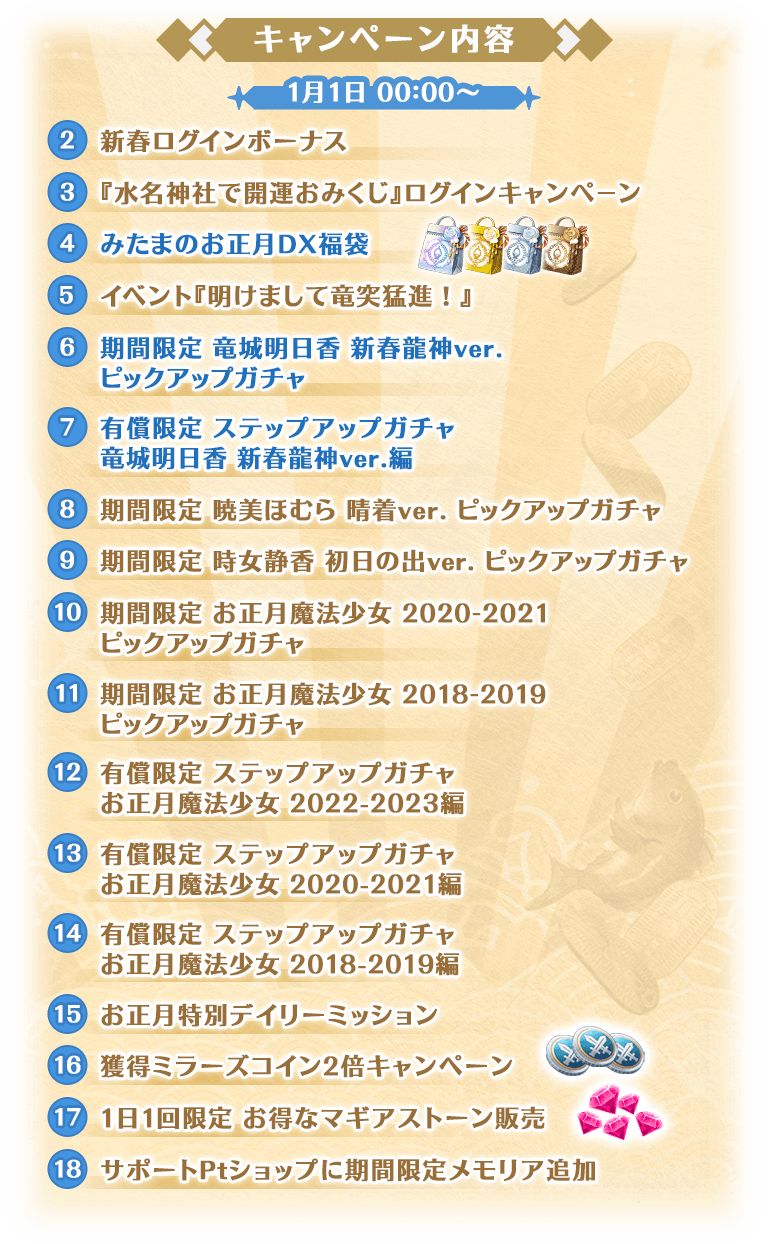 キャンペーン内容
1月1日 00:00～
2 新春ログインボーナス
3 『水名神社で開運おみくじ』ログインキャンペーン
4 みたまのお正月DX福袋
5 イベント『明けまして竜突猛進！』
6 期間限定 竜城明日香 新春龍神ver.
ピックアップガチャ
7 有償限定 ステップアップガチャ
竜城明日香 新春龍神ver.編
8 期間限定 暁美ほむら 晴着ver. ピックアップガチャ
9 期間限定 時女静香 初日の出ver. ピックアップガチャ
10 期間限定 お正月魔法少女 2020-2021
ピックアップガチャ
11 期間限定 お正月魔法少女 2018-2019
ピックアップガチャ
12 有償限定 ステップアップガチャ
お正月魔法少女 2022-2023編
13 有償限定 ステップアップガチャ
お正月魔法少女 2020-2021編
14 有償限定 ステップアップガチャ
お正月魔法少女 2018-2019編
15 お正月特別デイリーミッション
16 獲得ミラーズコイン2倍キャンペーン
17 1日1回限定 お得なマギアストーン販売
18 サポートPtショップに期間限定メモリア追加